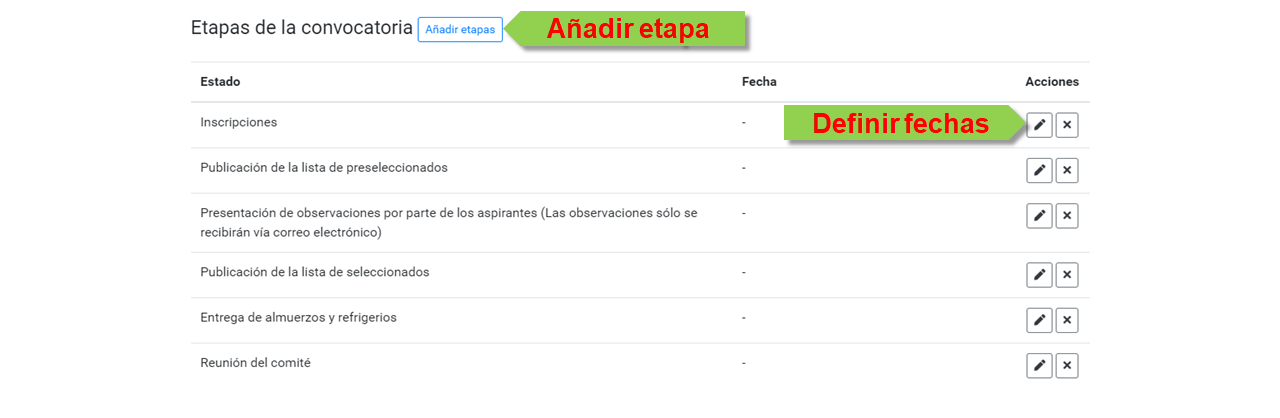 Etapas de la convocatoria Añadir etapas Añadir etapa
Estado Fecha Acciones
Inscripciones - Definir fechas
Publicación de la lista de preseleccionados -
Presentación de observaciones por parte de los aspirantes (Las observaciones sólo se -
recibirán vía correo electrónico)
Publicación de la lista de seleccionados -
Entrega de almuerzos y refrigerios -
Reunión del comité -